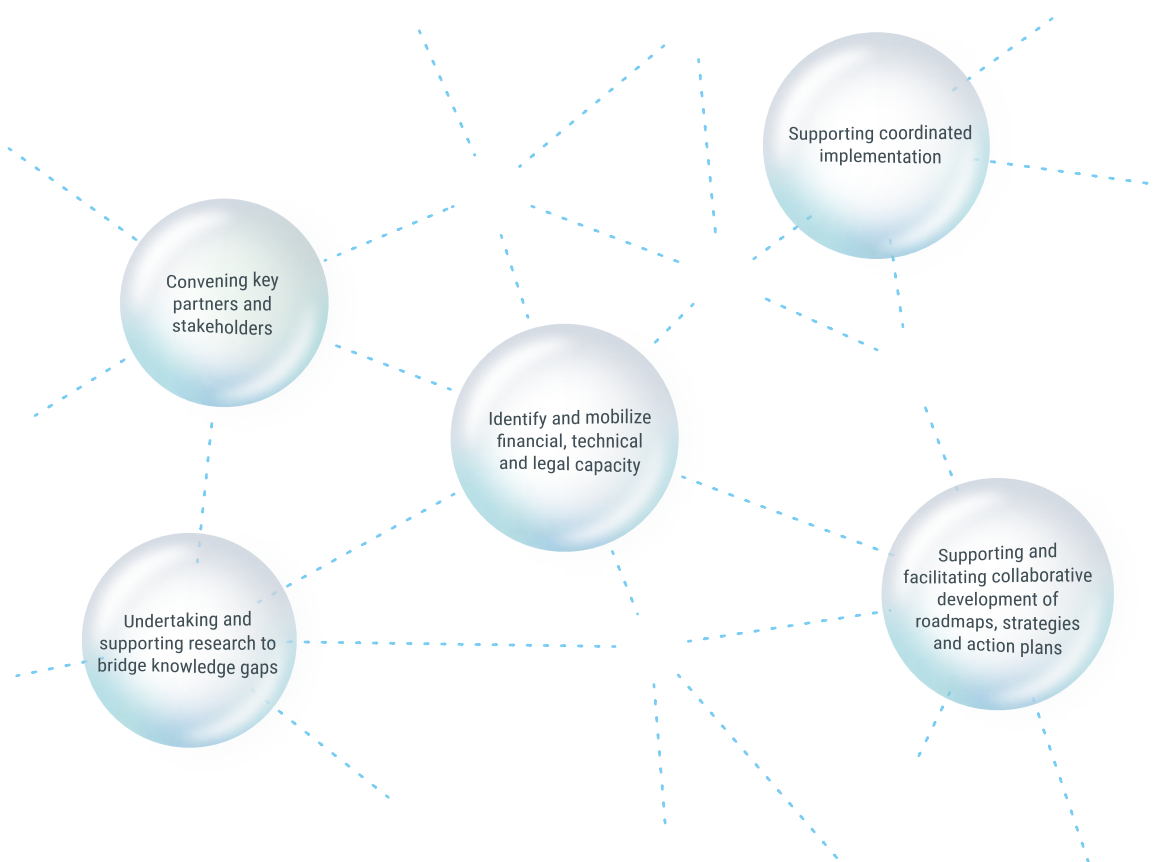 Supporting coordinated
implementation
Convening key
partners and
stakeholders
Identify and mobilize
financial, technical
and legal capacity
Supporting and
facilitating collaborative
development of
roadmaps, strategies
and action plans
Undertaking and
supporting research to
bridge knowledge gaps